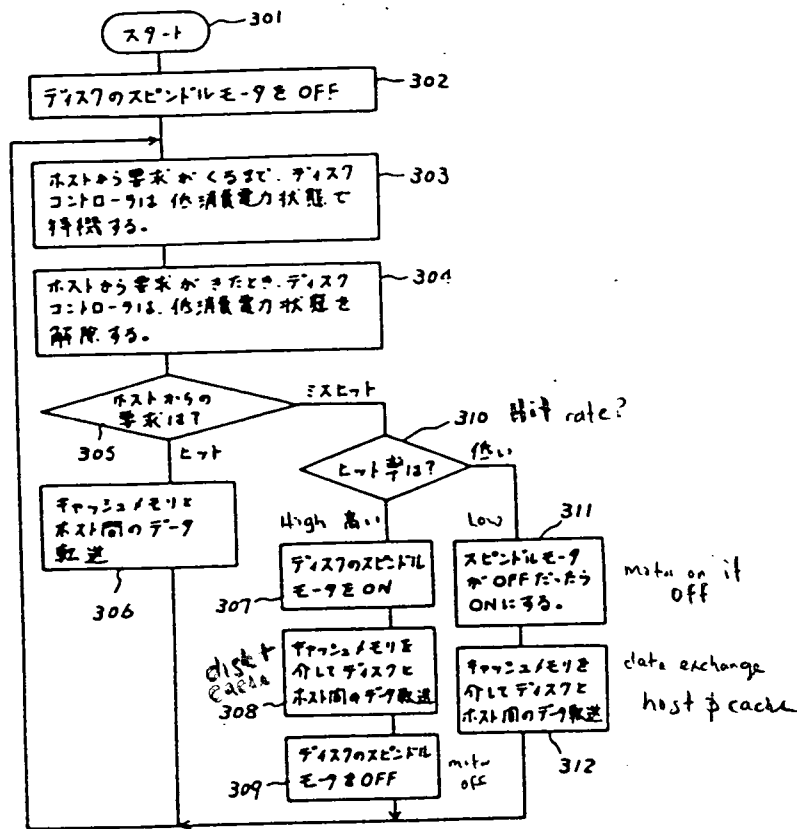 スタート
301
ディスクのスピンドルモータをOFF
302
ホストから要求がくるまで、ディスク
コントローラは低消費電力状態で
待機する。
303
ホストから要求がきたとき、ディスク
コントローラは、低消費電力状態を
解除する。
304
ホストからの
要求は?
305
ミスヒット
ヒット
310
rate?
ヒット率は?
低い
キャッシュメモリと
ホスト間のデータ
転送
306
High 高い
Low
311
ディスクのスピンドル
モータをON
307
スピンドルモータ
がOFFだったら
ONにする。
motor on if
off
disk +
cache
キャッシュメモリを
介してディスクと
ホスト間のデータ転送
308
キャッシュメモリを
介してディスクと
ホスト間のデータ転送
312
data exchange
host & cache
ディスクのスピンドル
モータをOFF
309
motor
off